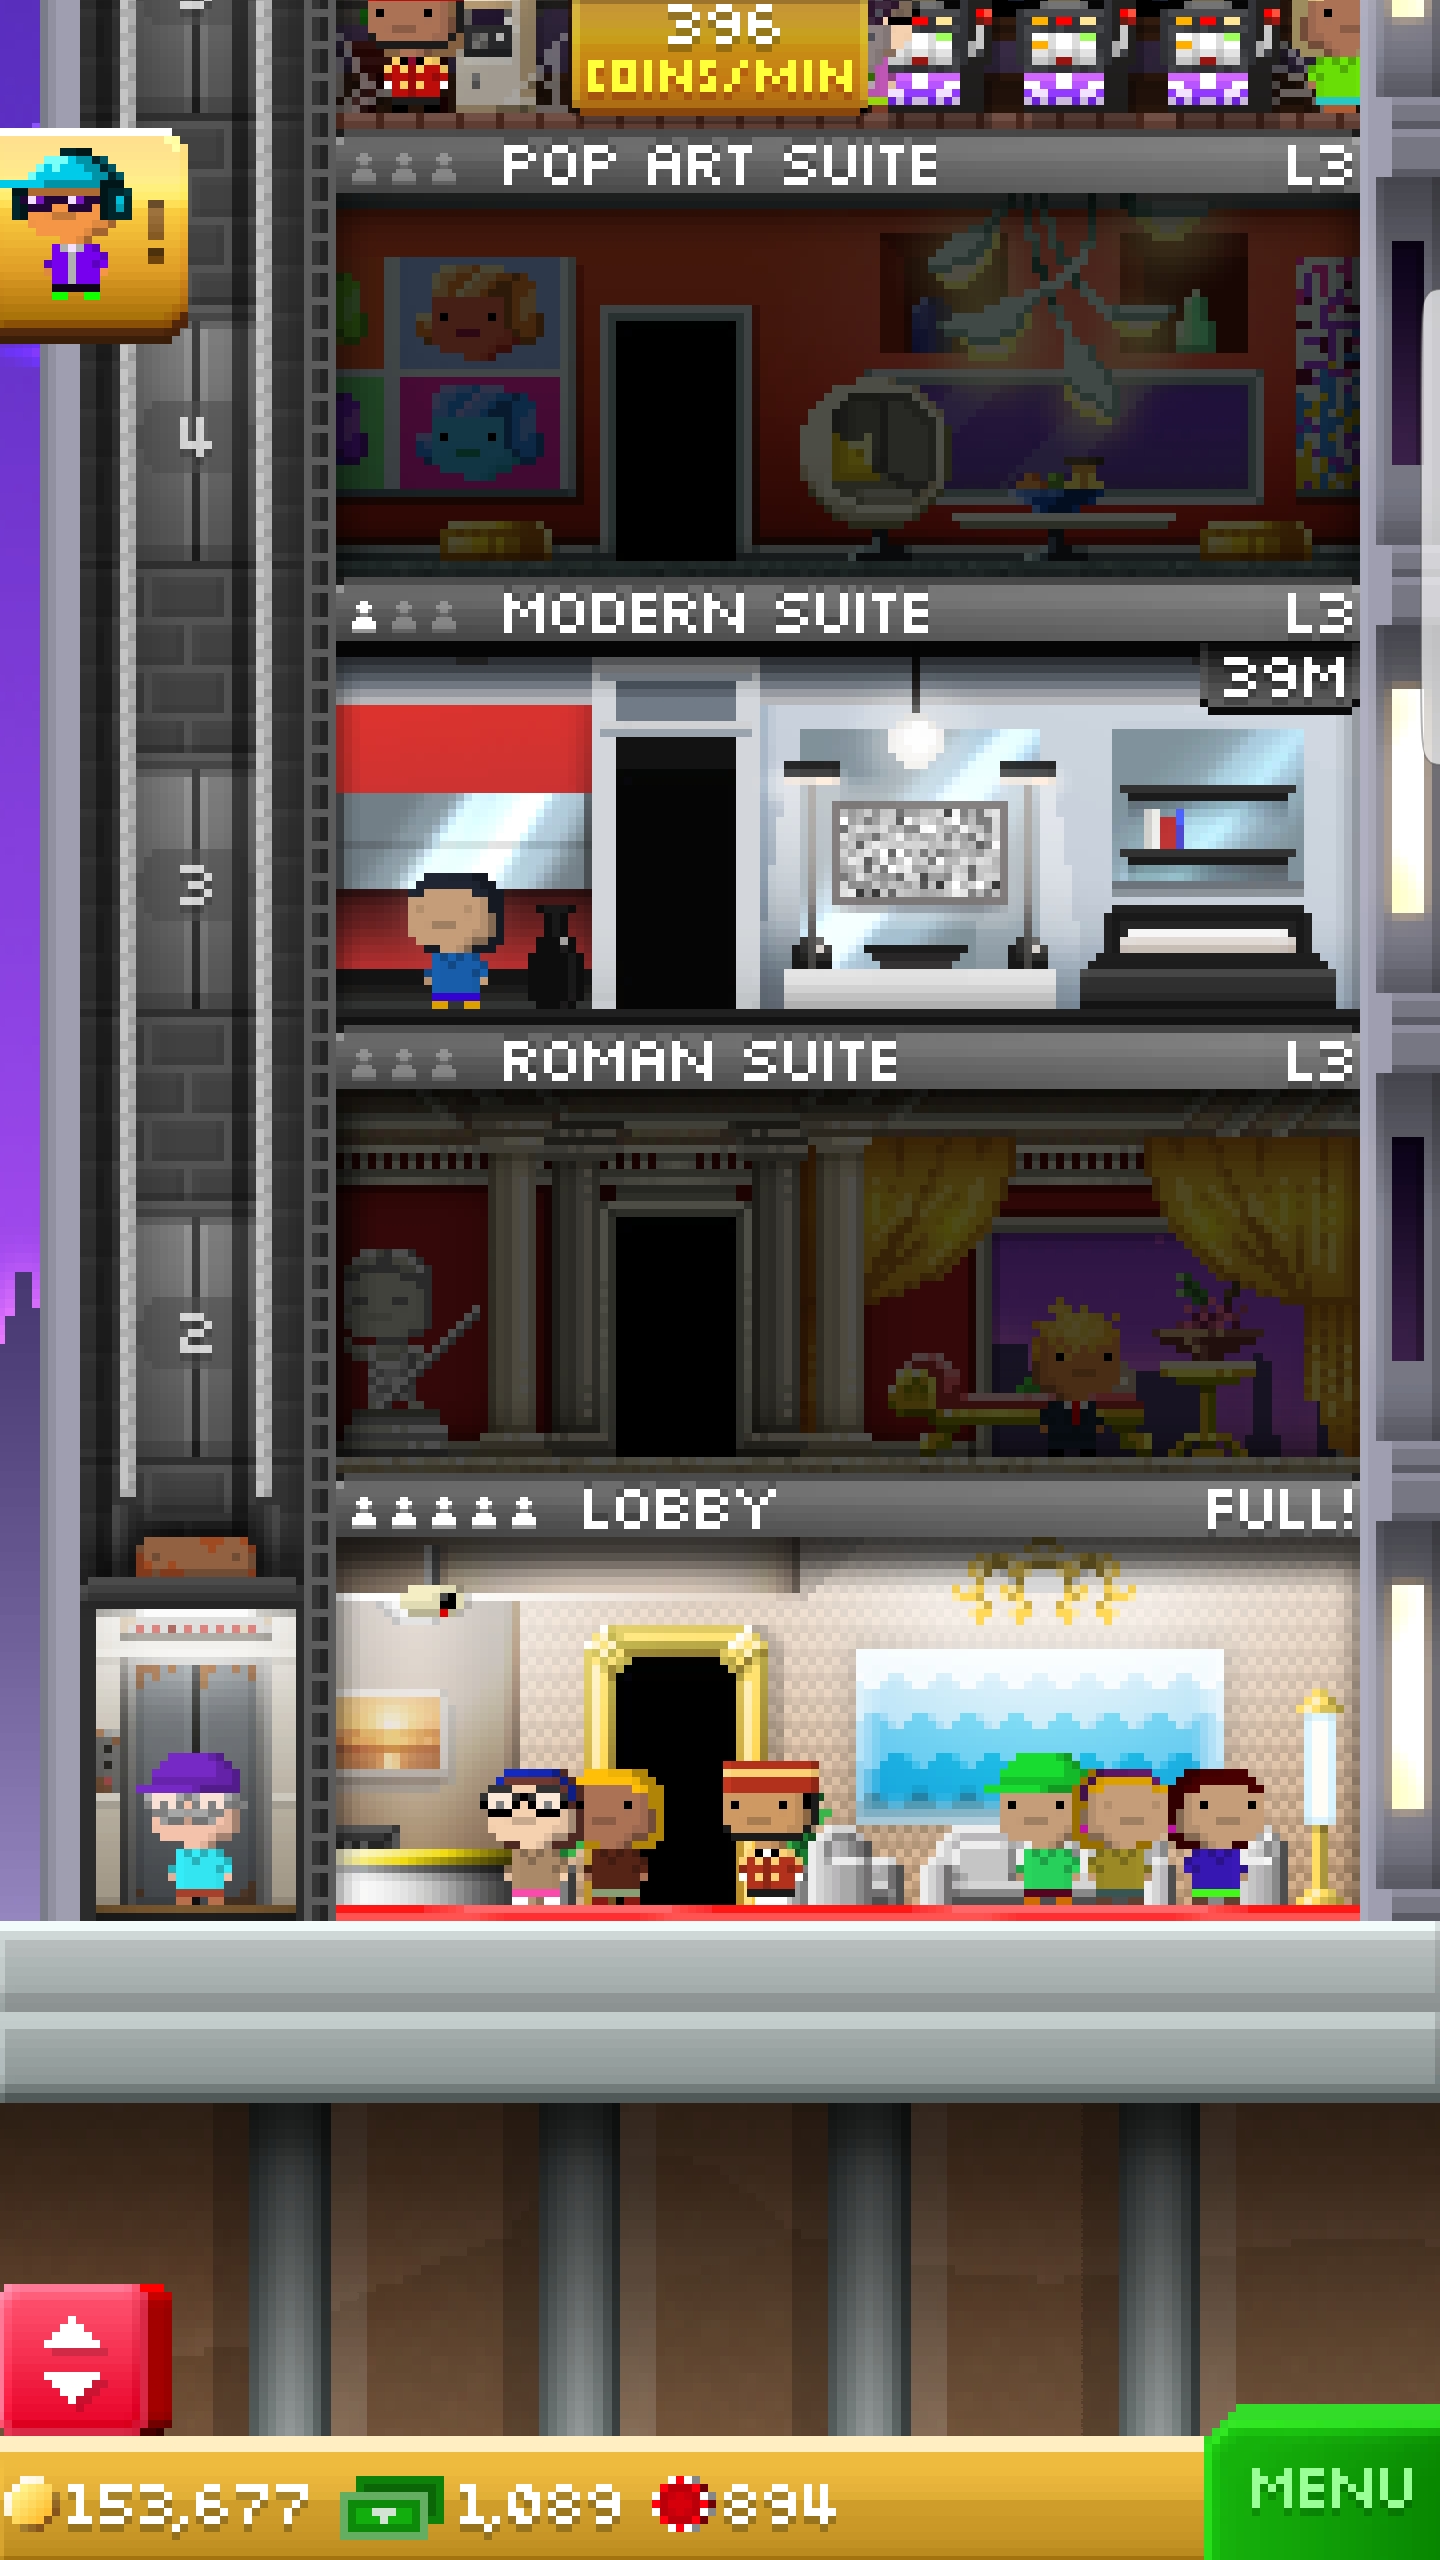 396
COINS/MIN
POP ART SUITE L3
!
4
MODERN SUITE L3
39M
3
ROMAN SUITE L3
2
LOBBY FULL!
153,677 1,089 894
MENU